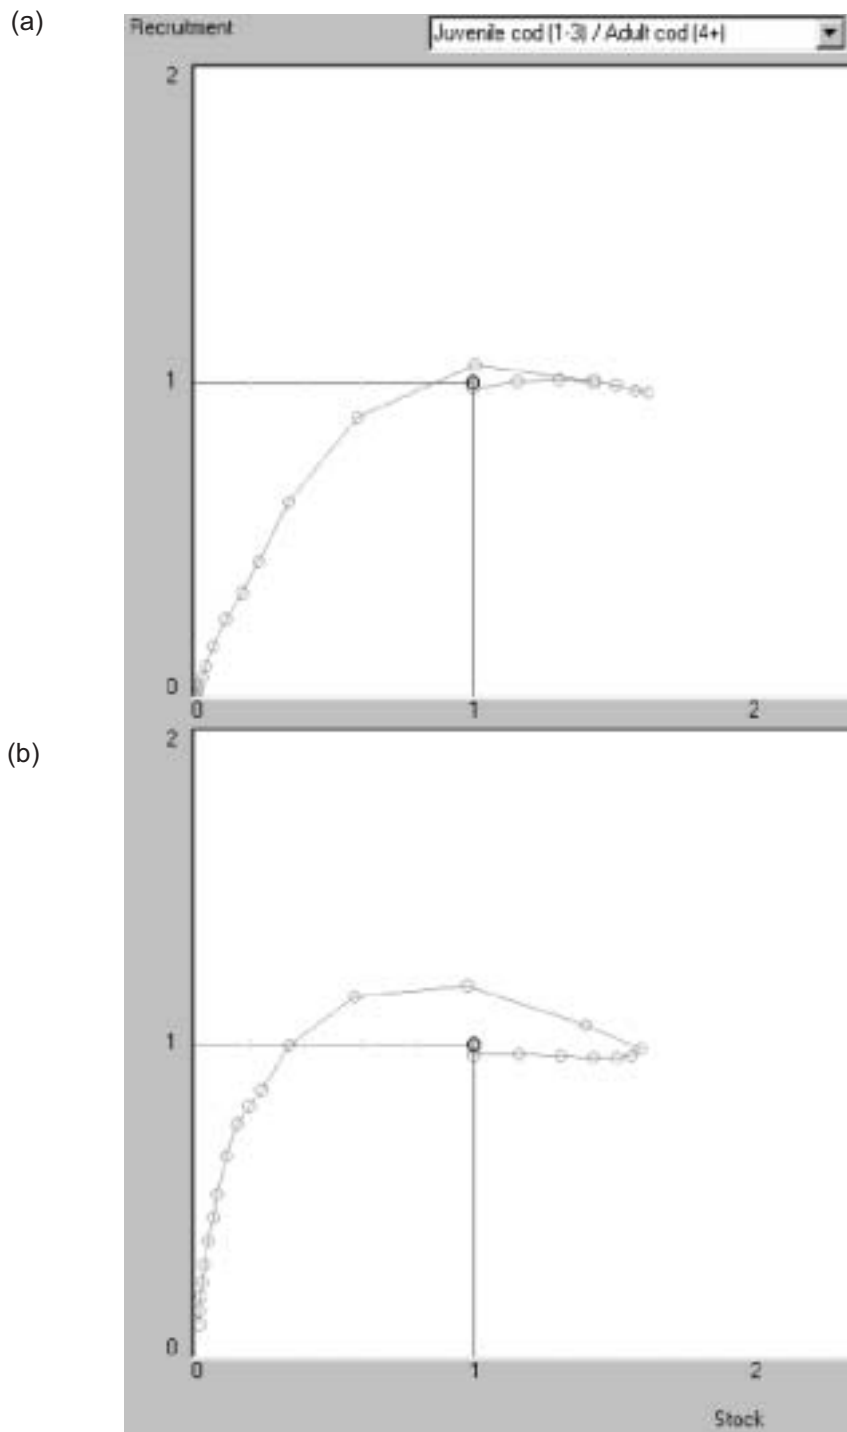 (a)
Recruitment
Juvenile cod (1-3) / Adult cod (4+)
2
1
0
0 1 2
(b)
2
1
0
0 1 2
Stock